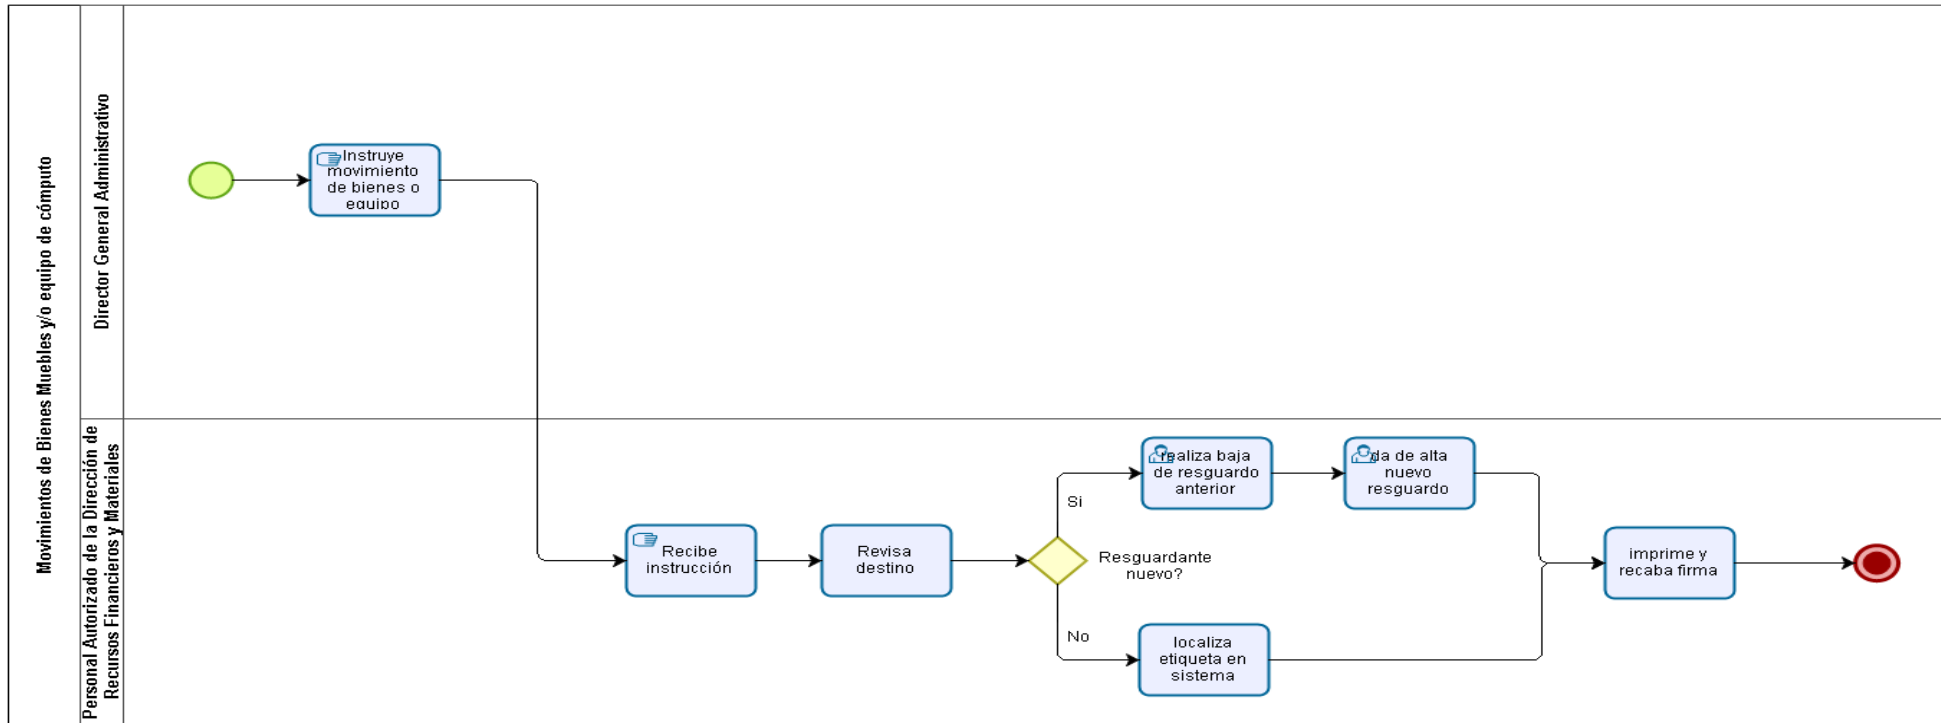 Movimientos de Bienes Muebles y/o equipo de cómputo
Director General Administrativo
Instruye
movimiento
de bienes o
equipo
Personal Autorizado de la Dirección de
Recursos Financieros y Materiales
Recibe
instrucción
Revisa
destino
Resguardante
nuevo?
Si
realiza baja
de resguardo
anterior
da de alta
nuevo
resguardo
No
localiza
etiqueta en
sistema
imprime y
recaba firma